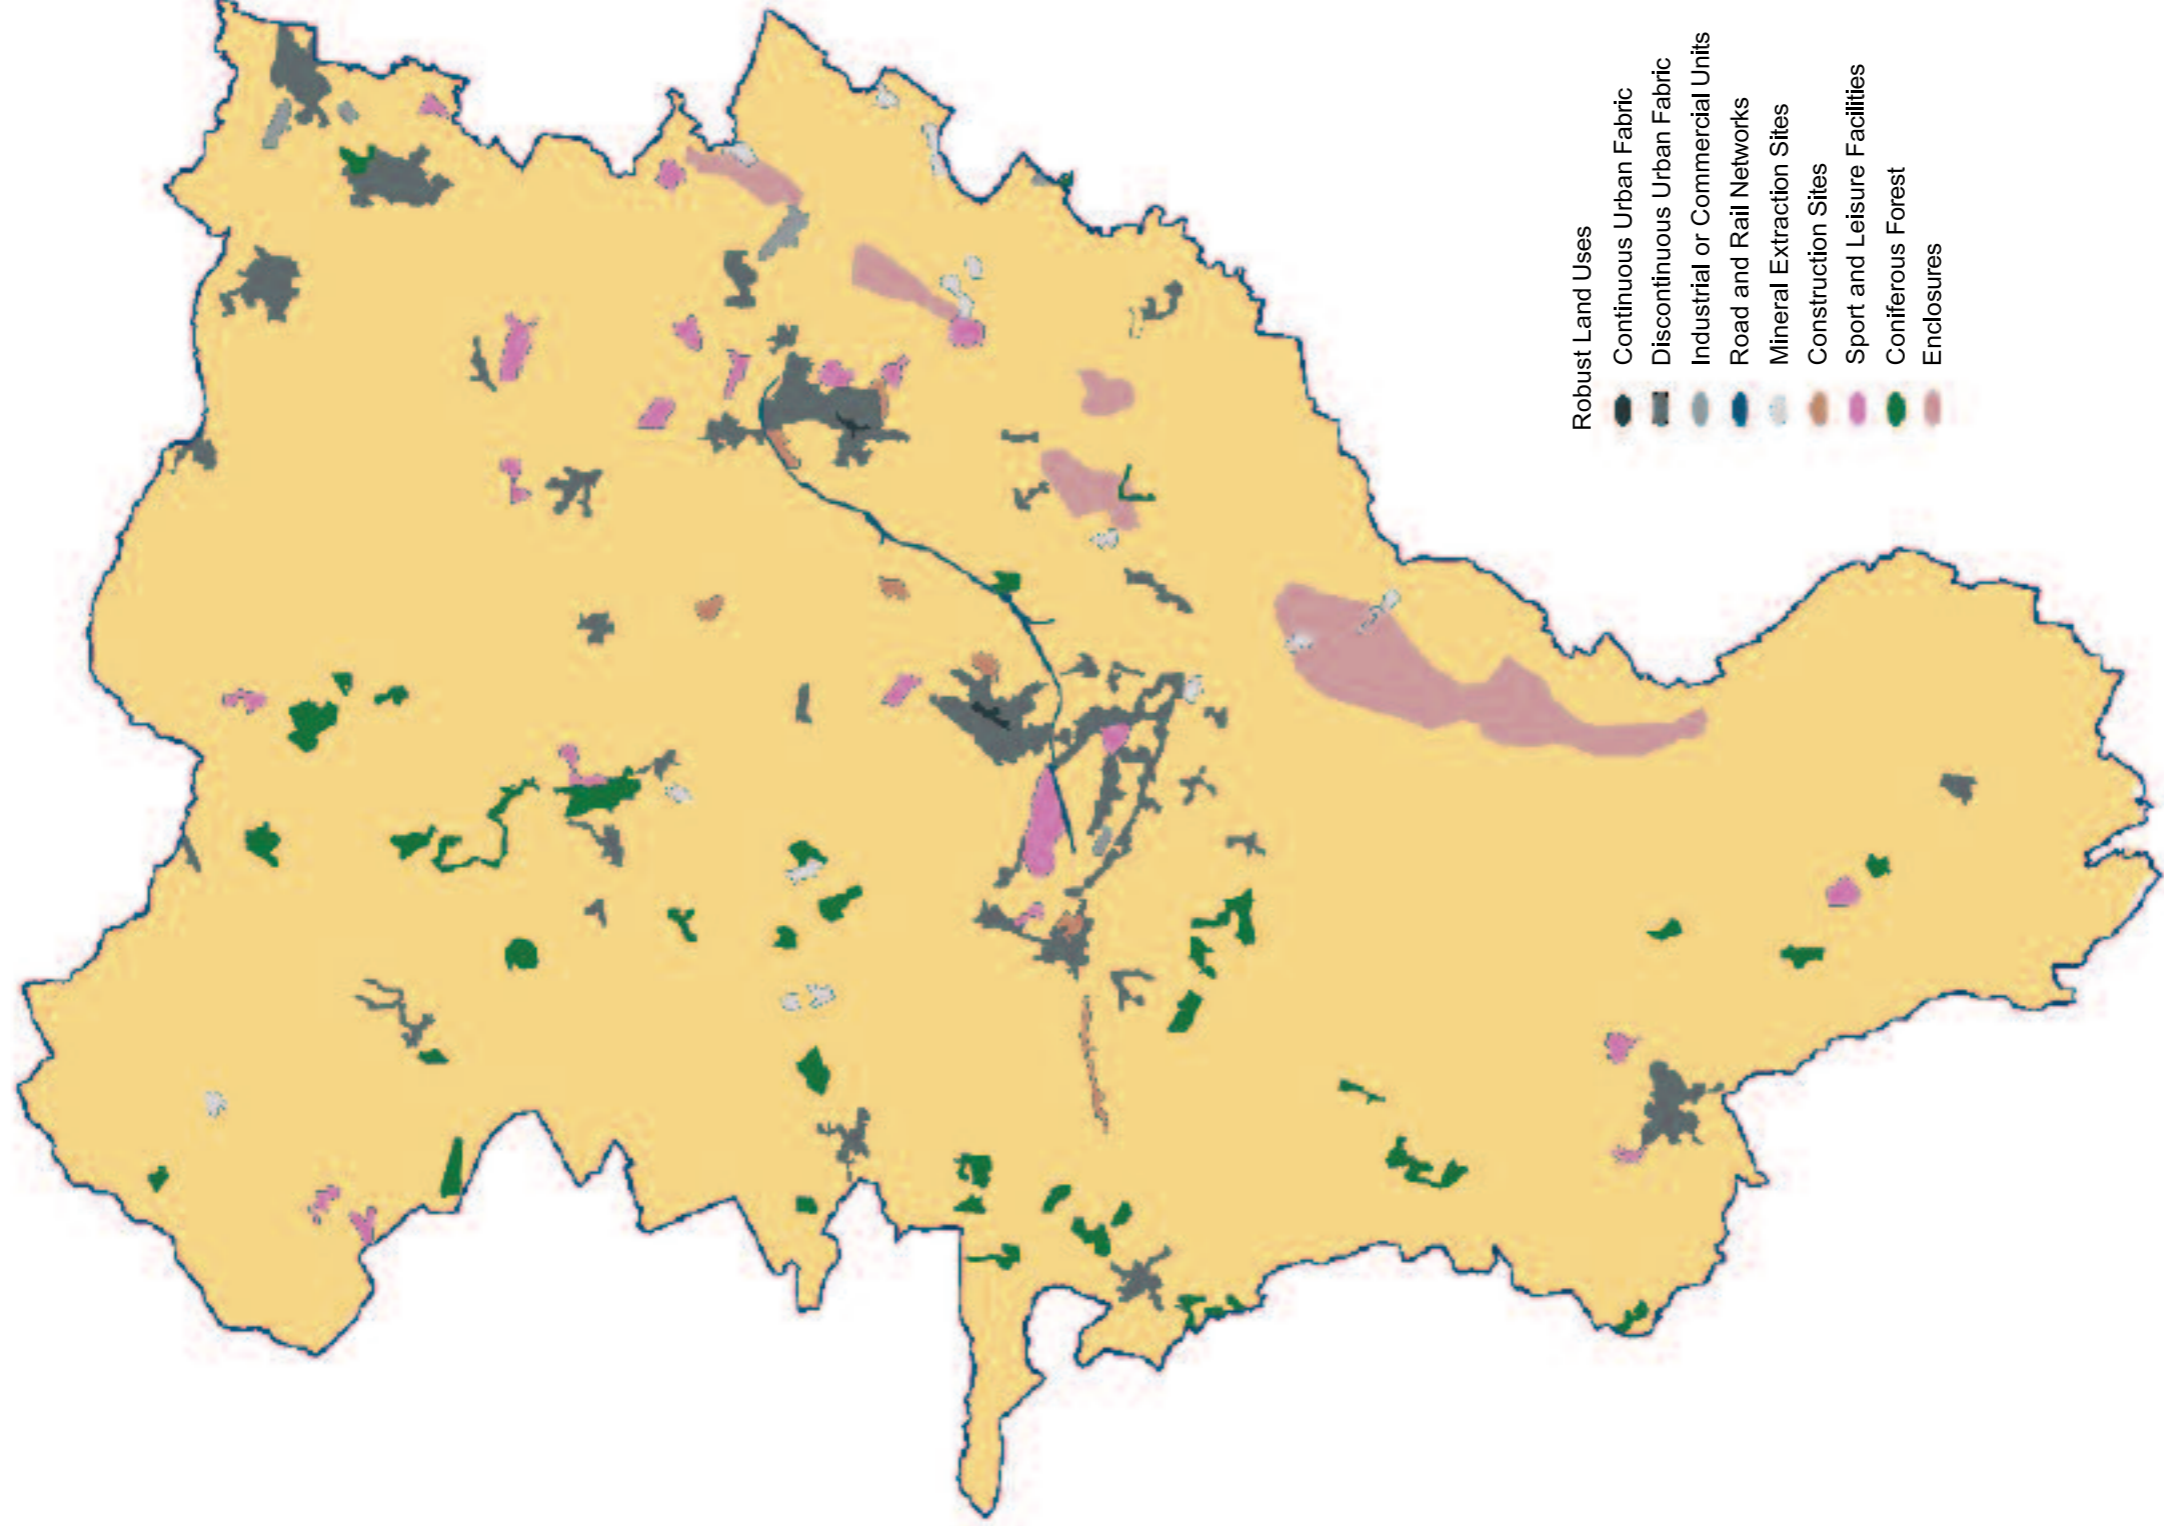 Robust Land Uses
Continuous Urban Fabric
Discontinuous Urban Fabric
Industrial or Commercial Units
Road and Rail Networks
Mineral Extraction Sites
Construction Sites
Sport and Leisure Facilities
Coniferous Forest
Enclosures